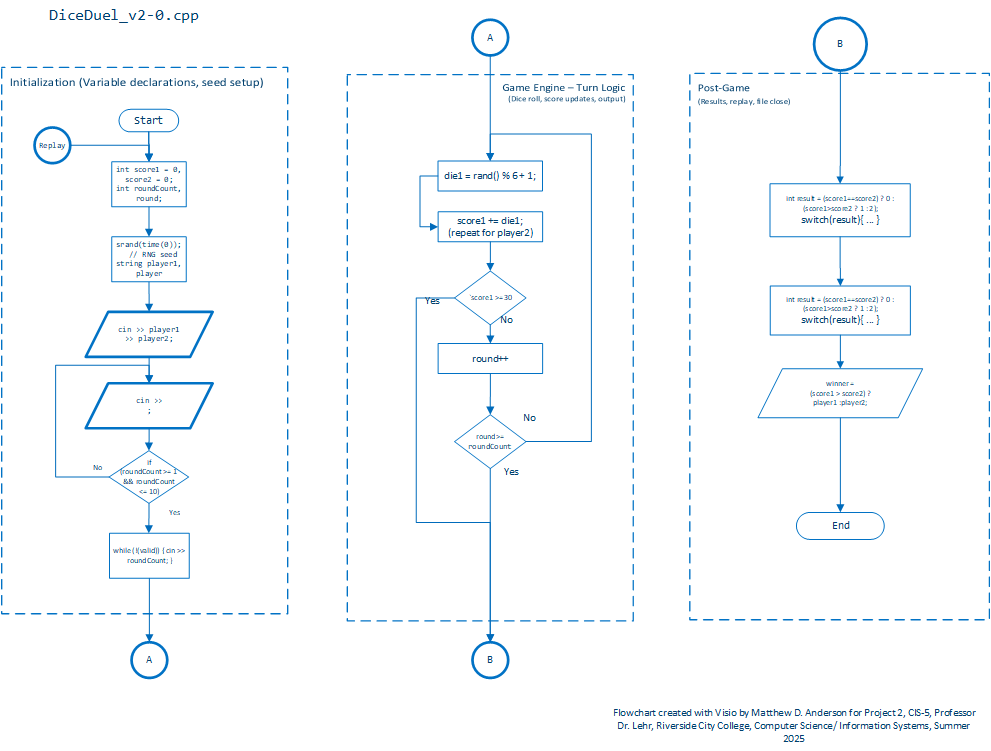 DiceDuel_v2-0.cpp
Initialization (Variable declarations, seed setup)
Start
Replay
int score1 = 0,
score2 = 0;
int roundCount,
round;
srand(time(0));
// RNG seed
string player1,
player
cin >> player1
>> player2;
cin >>
;
if
(roundCount >= 1
&& roundCount
<= 10)
No
Yes
while (!(valid)) { cin >>
roundCount; }
A
A
Game Engine – Turn Logic
(Dice roll, score updates, output)
die1 = rand() % 6 + 1;
score1 += die1;
(repeat for player2)
score1 >= 30
Yes
No
round++
round >=
roundCount
No
Yes
B
B
Post-Game
(Results, replay, file close)
int result = (score1==score2) ? 0 :
(score1>score2 ? 1 : 2);
switch(result){ ... }
int result = (score1==score2) ? 0 :
(score1>score2 ? 1 : 2);
switch(result){ ... }
winner =
(score1 > score2) ?
player1 : player2;
End
Flowchart created with Visio by Matthew D. Anderson for Project 2, CIS-5, Professor
Dr. Lehr, Riverside City College, Computer Science/ Information Systems, Summer
2025